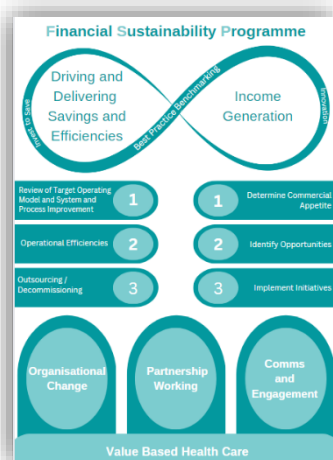 Financial Sustainability Programme
Driving and
Delivering
Savings and
Efficiencies
Invest to Save
Best Practice Benchmarking
Income
Generation
Innovation
Review of Target Operating
Model and System and
Process Improvement
1
Operational Efficiencies
2
Outsourcing /
Decommissioning
3
1
Determine Commercial
Appetite
2
Identify Opportunities
3
Implement Initiatives
Organisational
Change
Partnership
Working
Comms
and
Engagement
Value Based Health Care